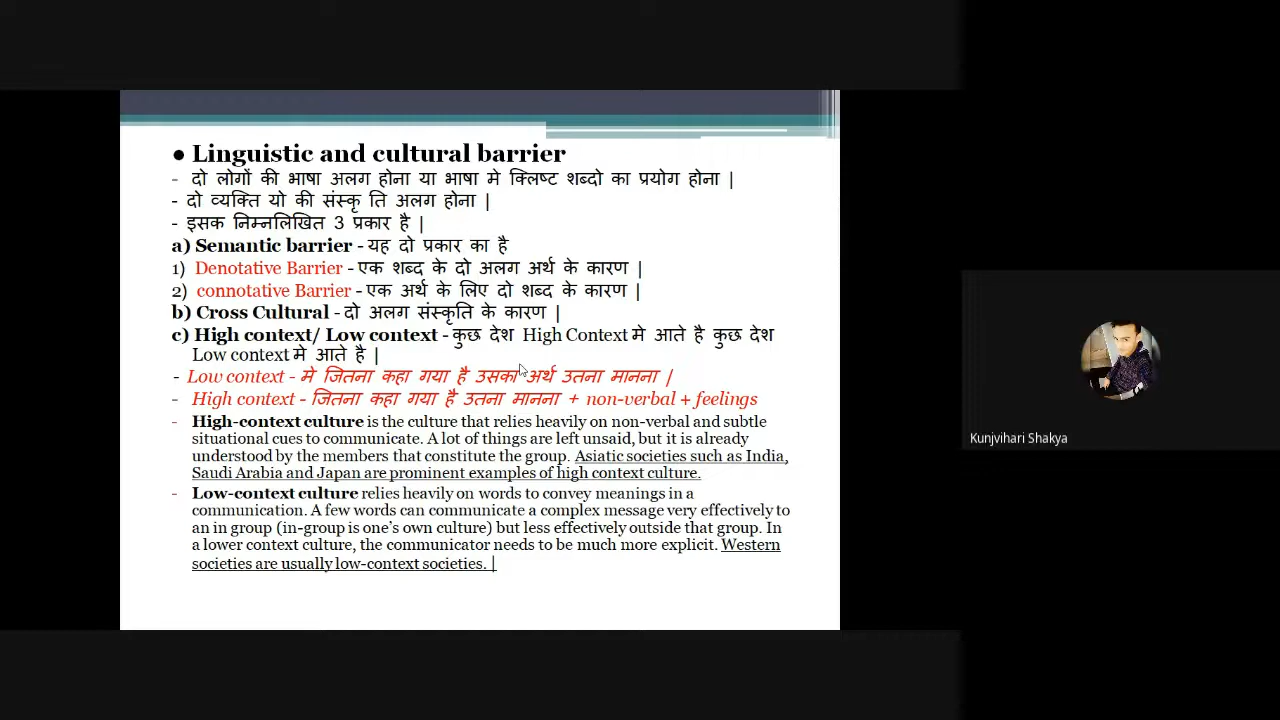 ● Linguistic and cultural barrier
- दो लोगों की भाषा अलग होना या भाषा मे क्लिष्ट शब्दो का प्रयोग होना |
- दो व्यक्ति यो की संस्कृ ति अलग होना |
- इसक निम्नलिखित 3 प्रकार है |
a) Semantic barrier - यह दो प्रकार का है
1) Denotative Barrier - एक शब्द के दो अलग अर्थ के कारण |
2) connotative Barrier - एक अर्थ के लिए दो शब्द के कारण |
b) Cross Cultural - दो अलग संस्कृति के कारण |
c) High context/ Low context - कुछ देश High Context मे आते है कुछ देश
Low context मे आते है |
- Low context - मे जितना कहा गया है उसका अर्थ उतना मानना |
- High context - जितना कहा गया है उतना मानना + non-verbal + feelings
- High-context culture is the culture that relies heavily on non-verbal and subtle
situational cues to communicate. A lot of things are left unsaid, but it is already
understood by the members that constitute the group. Asiatic societies such as India,
Saudi Arabia and Japan are prominent examples of high context culture.
- Low-context culture relies heavily on words to convey meanings in a
communication. A few words can communicate a complex message very effectively to
an in group (in-group is one's own culture) but less effectively outside that group. In
a lower context culture, the communicator needs to be much more explicit. Western
societies are usually low-context societies. |
Kunjvihari Shakya